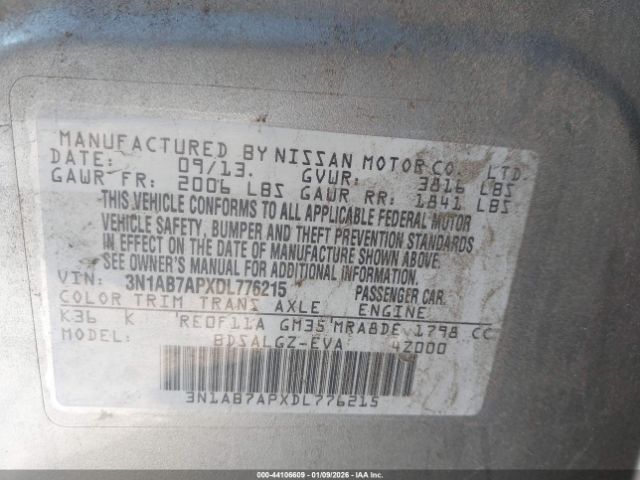 MANUFACTURED BY NISSAN MOTOR CO. LTD
DATE: 09/13. GVWR: 3816 LBS
GAWR FR: 2006 LBS GAWR RR: 1841 LBS
THIS VEHICLE CONFORMS TO ALL APPLICABLE FEDERAL MOTOR
VEHICLE SAFETY, BUMPER AND THEFT PREVENTION STANDARDS
IN EFFECT ON THE DATE OF MANUFACTURE SHOWN ABOVE.
SEE OWNER'S MANUAL FOR ADDITIONAL INFORMATION.
VIN: 3N1AB7APXDL776215 PASSENGER CAR.
COLOR TRIM TRANS AXLE ENGINE
K36 K RE0F11A GM35 MRA8DE 1798 CC
MODEL: BDSALGZ-EVA 4Z000
3N1AB7APXDL776215
000-44106609 | 01/09/2026 - © IAA Inc.